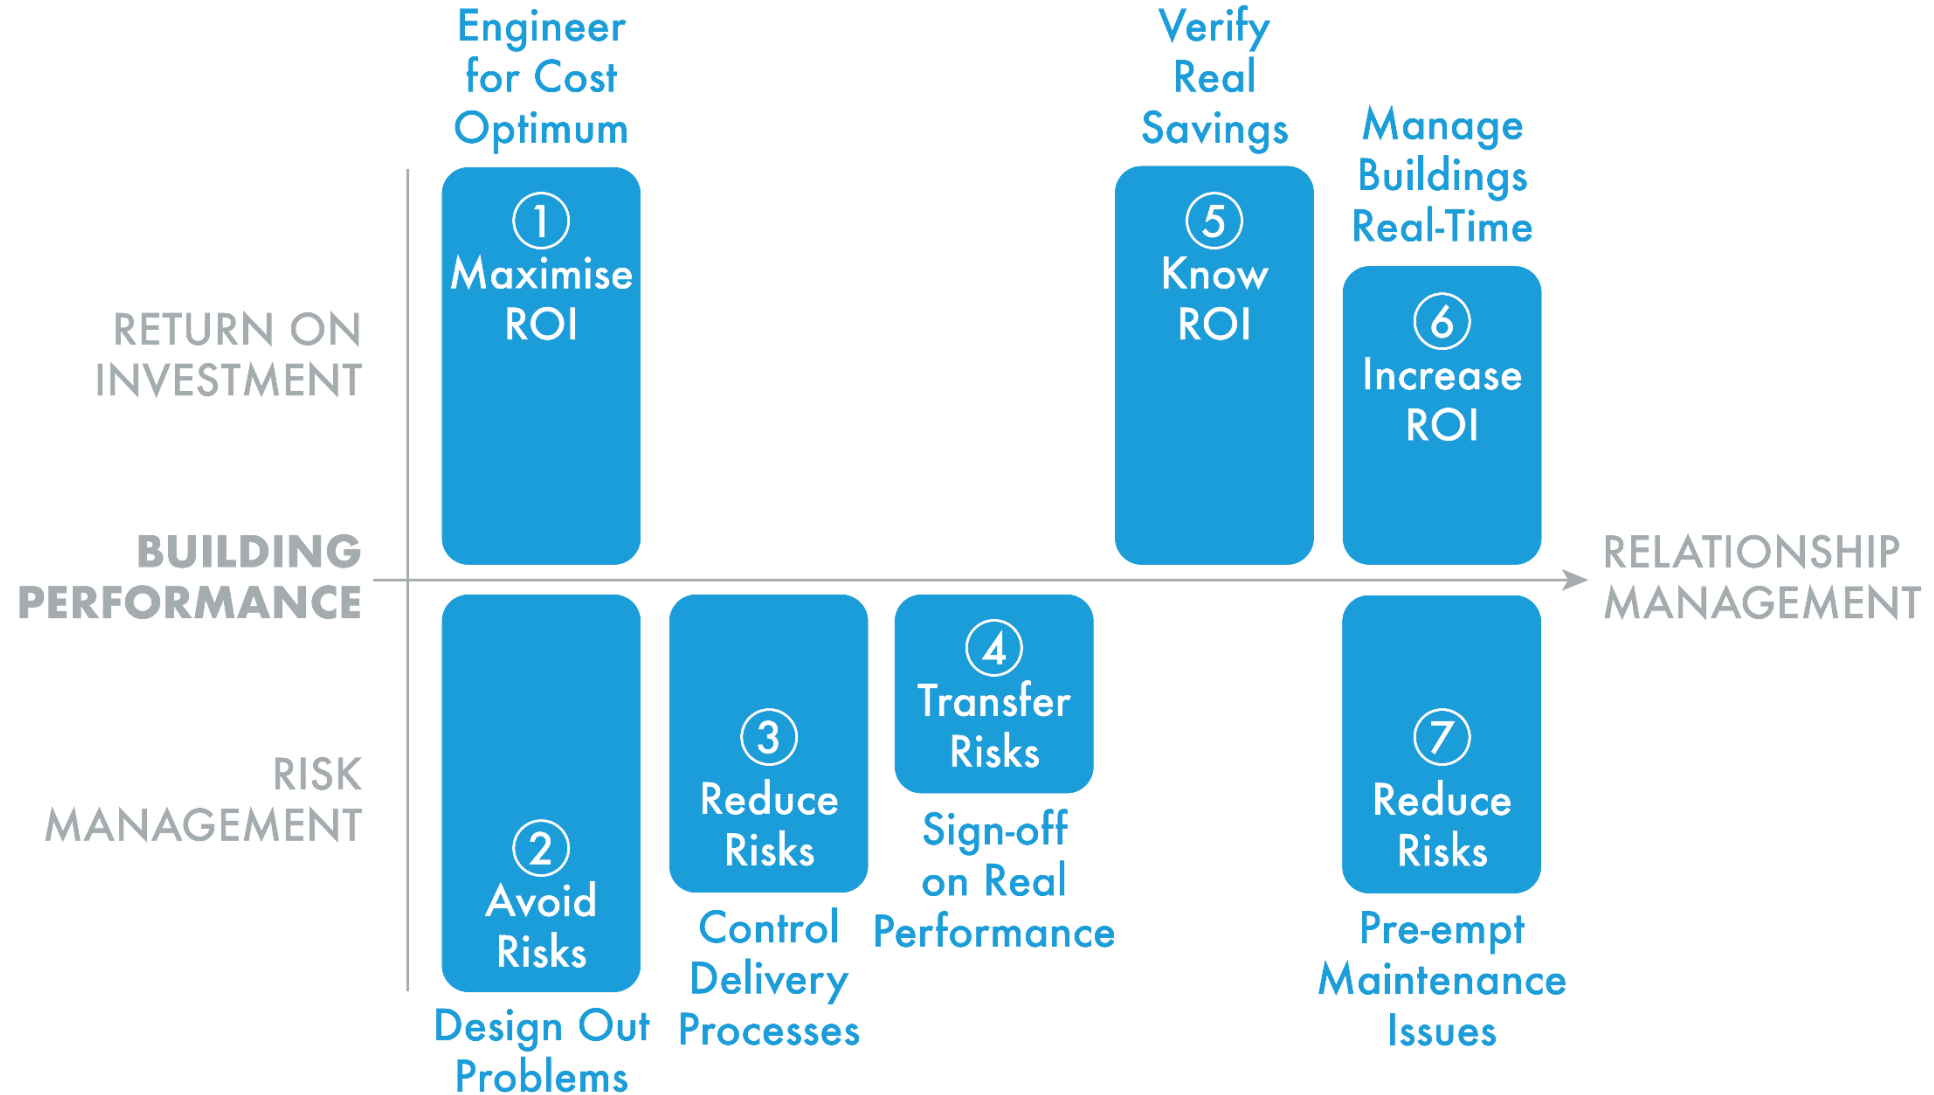 Engineer
for Cost
Optimum
1
Maximise
ROI
Verify
Real
Savings
5
Know
ROI
Manage
Buildings
Real-Time
6
Increase
ROI
RETURN ON
INVESTMENT
BUILDING
PERFORMANCE
RELATIONSHIP
MANAGEMENT
RISK
MANAGEMENT
2
Avoid
Risks
Design Out
Problems
3
Reduce
Risks
Control
Delivery
Processes
4
Transfer
Risks
Sign-off
on Real
Performance
7
Reduce
Risks
Pre-empt
Maintenance
Issues